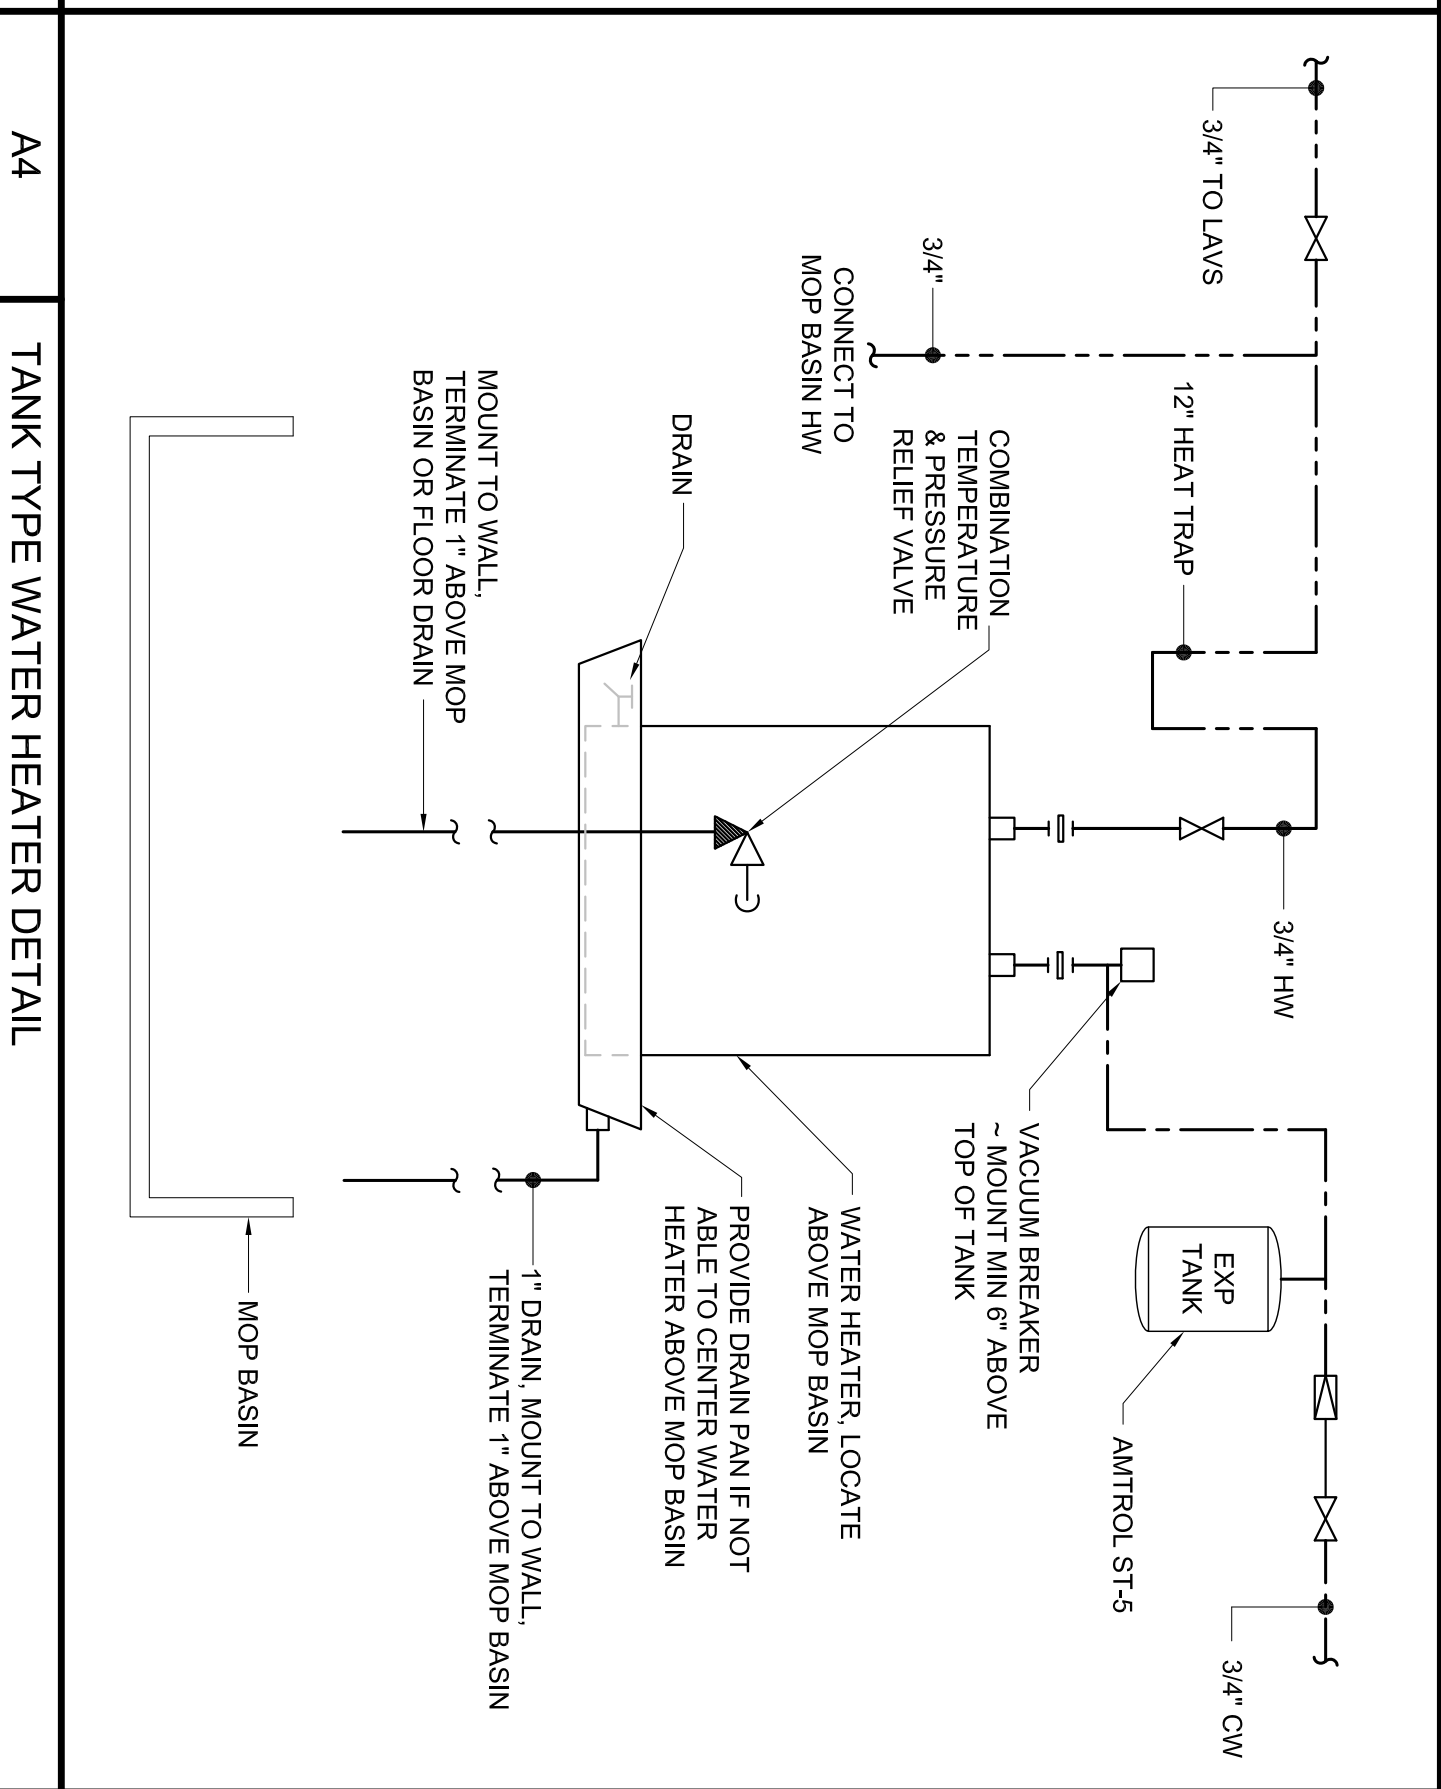 3/4" TO LAVS
3/4"
CONNECT TO
MOP BASIN HW
12" HEAT TRAP
3/4" HW
3/4" CW
EXP
TANK
AMTROL ST-5
VACUUM BREAKER
~ MOUNT MIN 6" ABOVE
TOP OF TANK
COMBINATION
TEMPERATURE
& PRESSURE
RELIEF VALVE
WATER HEATER, LOCATE
ABOVE MOP BASIN
DRAIN
PROVIDE DRAIN PAN IF NOT
ABLE TO CENTER WATER
HEATER ABOVE MOP BASIN
MOUNT TO WALL,
TERMINATE 1" ABOVE MOP
BASIN OR FLOOR DRAIN
1" DRAIN, MOUNT TO WALL,
TERMINATE 1" ABOVE MOP BASIN
MOP BASIN
A4
TANK TYPE WATER HEATER DETAIL